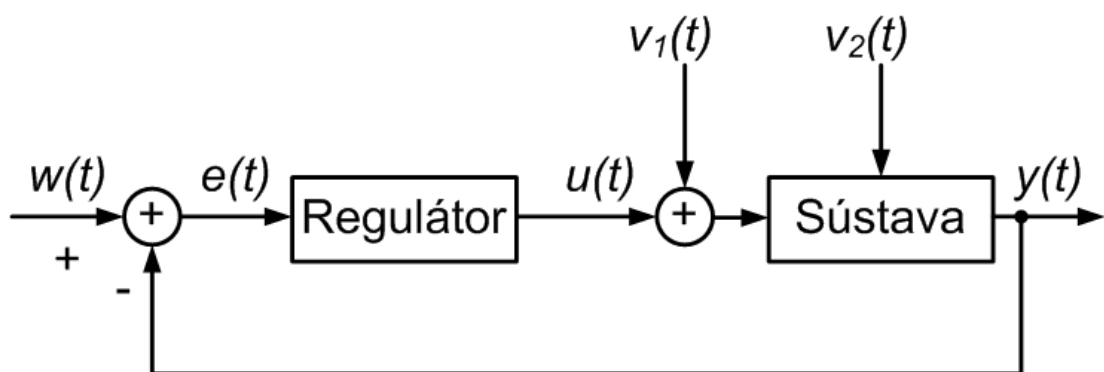 v₁(t)
v₂(t)
w(t)
e(t)
u(t)
y(t)
+
Regulátor
+
Sústava
+
-